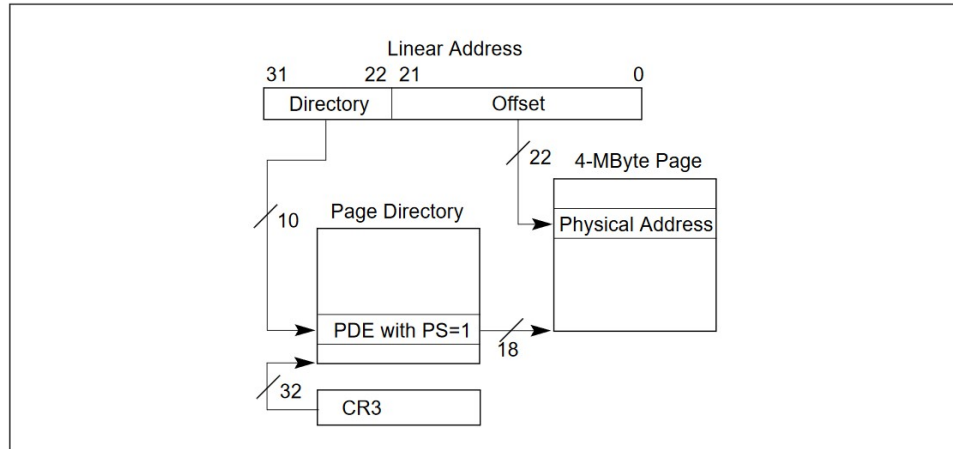 Linear Address
31 22 21 0
Directory Offset
22
4-MByte Page
10
Page Directory
Physical Address
PDE with PS=1
18
32
CR3